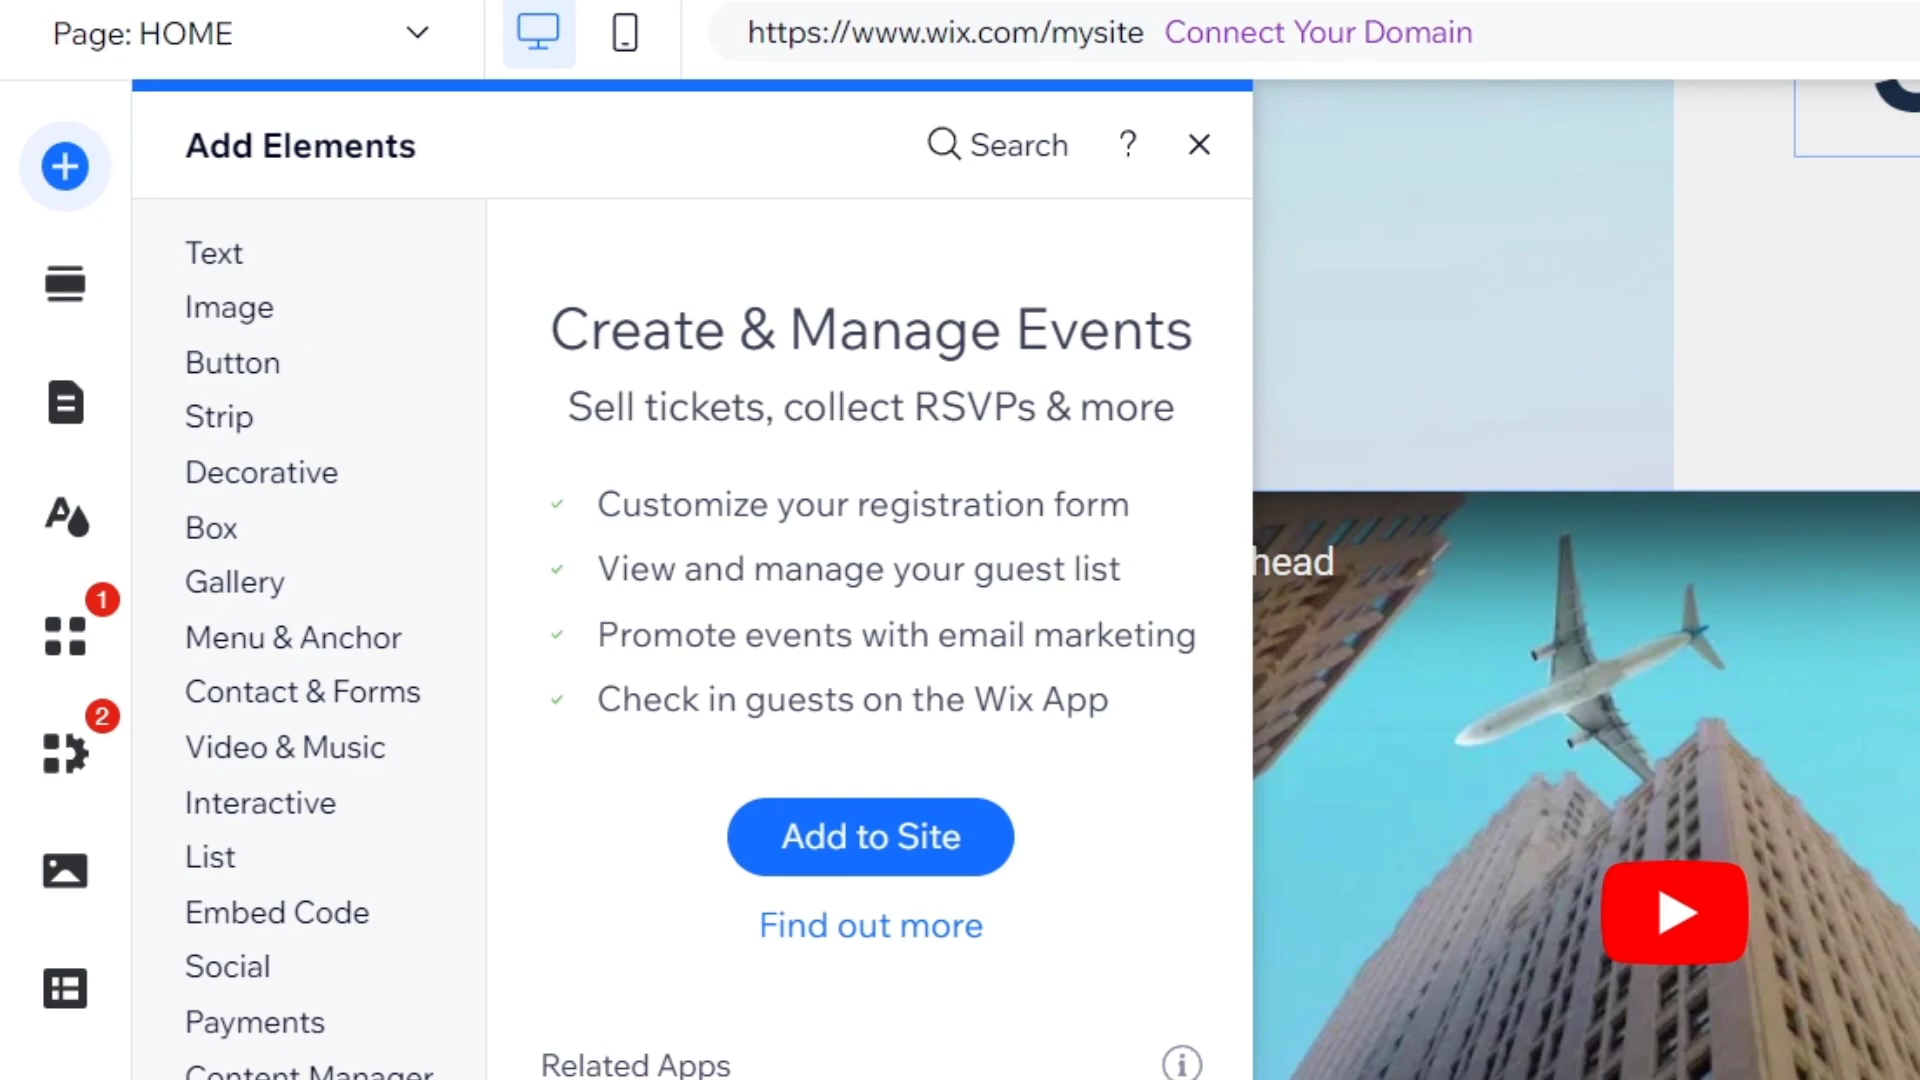 Page: HOME
https://www.wix.com/mysite Connect Your Domain
Add Elements
Search
?
Text
Image
Button
Strip
Decorative
Box
Gallery
Menu & Anchor
Contact & Forms
Video & Music
Interactive
List
Embed Code
Social
Payments
Content Manager
1
2
Create & Manage Events
Sell tickets, collect RSVPs & more
Customize your registration form
View and manage your guest list
Promote events with email marketing
Check in guests on the Wix App
Add to Site
Find out more
Related Apps
head